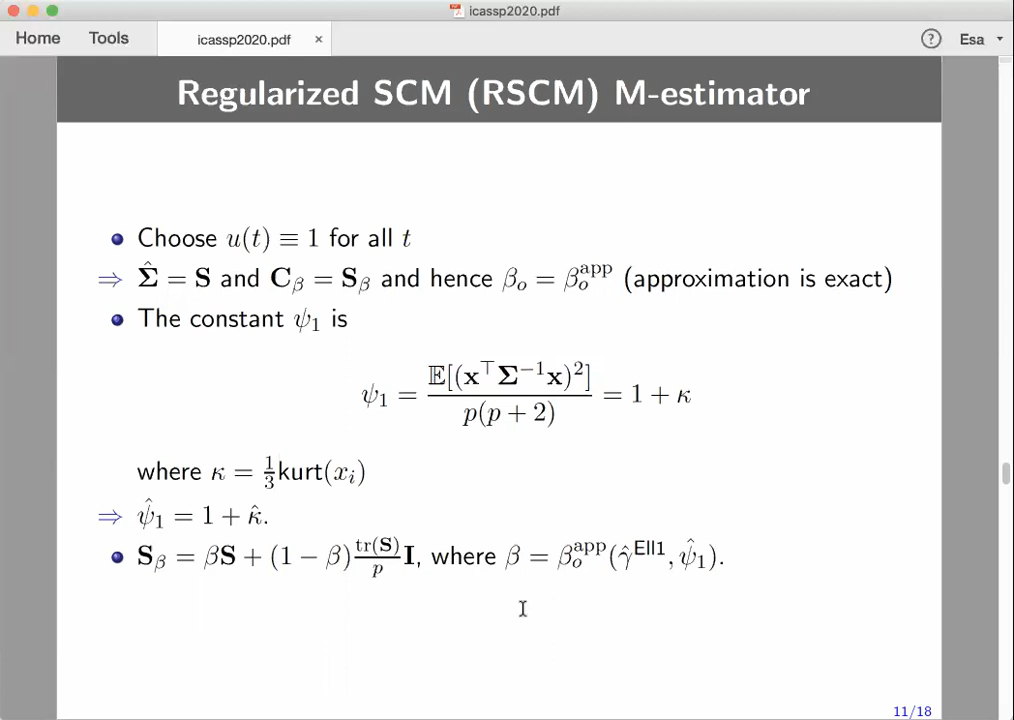 icassp2020.pdf
Home Tools icassp2020.pdf × ? Esa
Regularized SCM (RSCM) M-estimator
Choose u(t) ≡ 1 for all t
⇒ Σ̂ = S and C_β = S_β and hence β_o = β_o^app (approximation is exact)
The constant ψ_1 is
ψ_1 = E[(x^⊤Σ^−1x)^2] / p(p + 2) = 1 + κ
where κ = 1/3 kurt(x_i)
⇒ ψ̂_1 = 1 + κ̂.
S_β = βS + (1 − β) tr(S)/p I, where β = β_o^app(γ̂^Ell1, ψ̂_1).
11/18